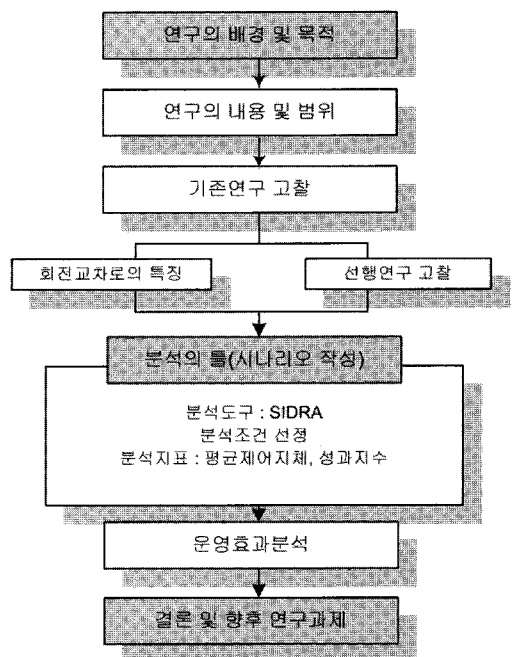 연구의 배경 및 목적
연구의 내용 및 범위
기존연구 고찰
회전교차로의 특징
선행연구 고찰
분석의 틀(시나리오 작성)
분석도구 : SIDRA
분석조건 선정
분석지표 : 평균제어지체, 성과지수
운영효과분석
결론 및 향후 연구과제